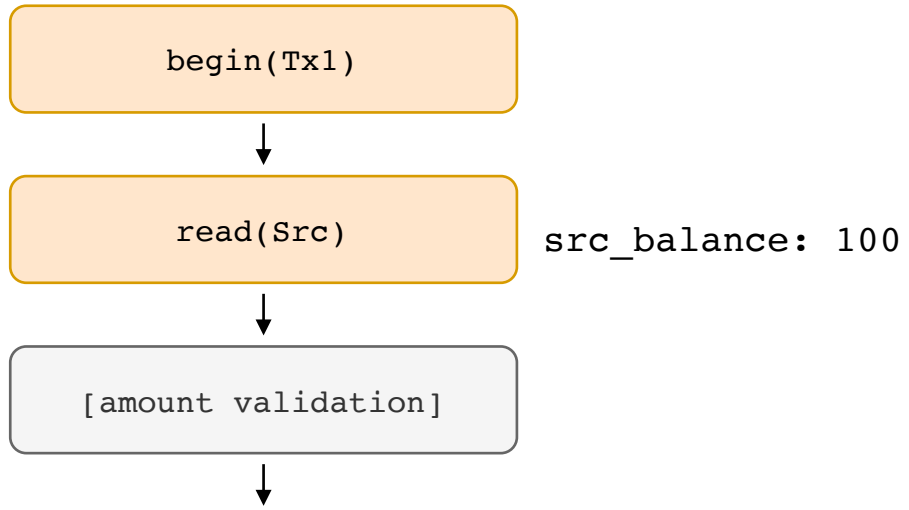 begin(Tx1)
read(Src)
src_balance: 100
[amount validation]